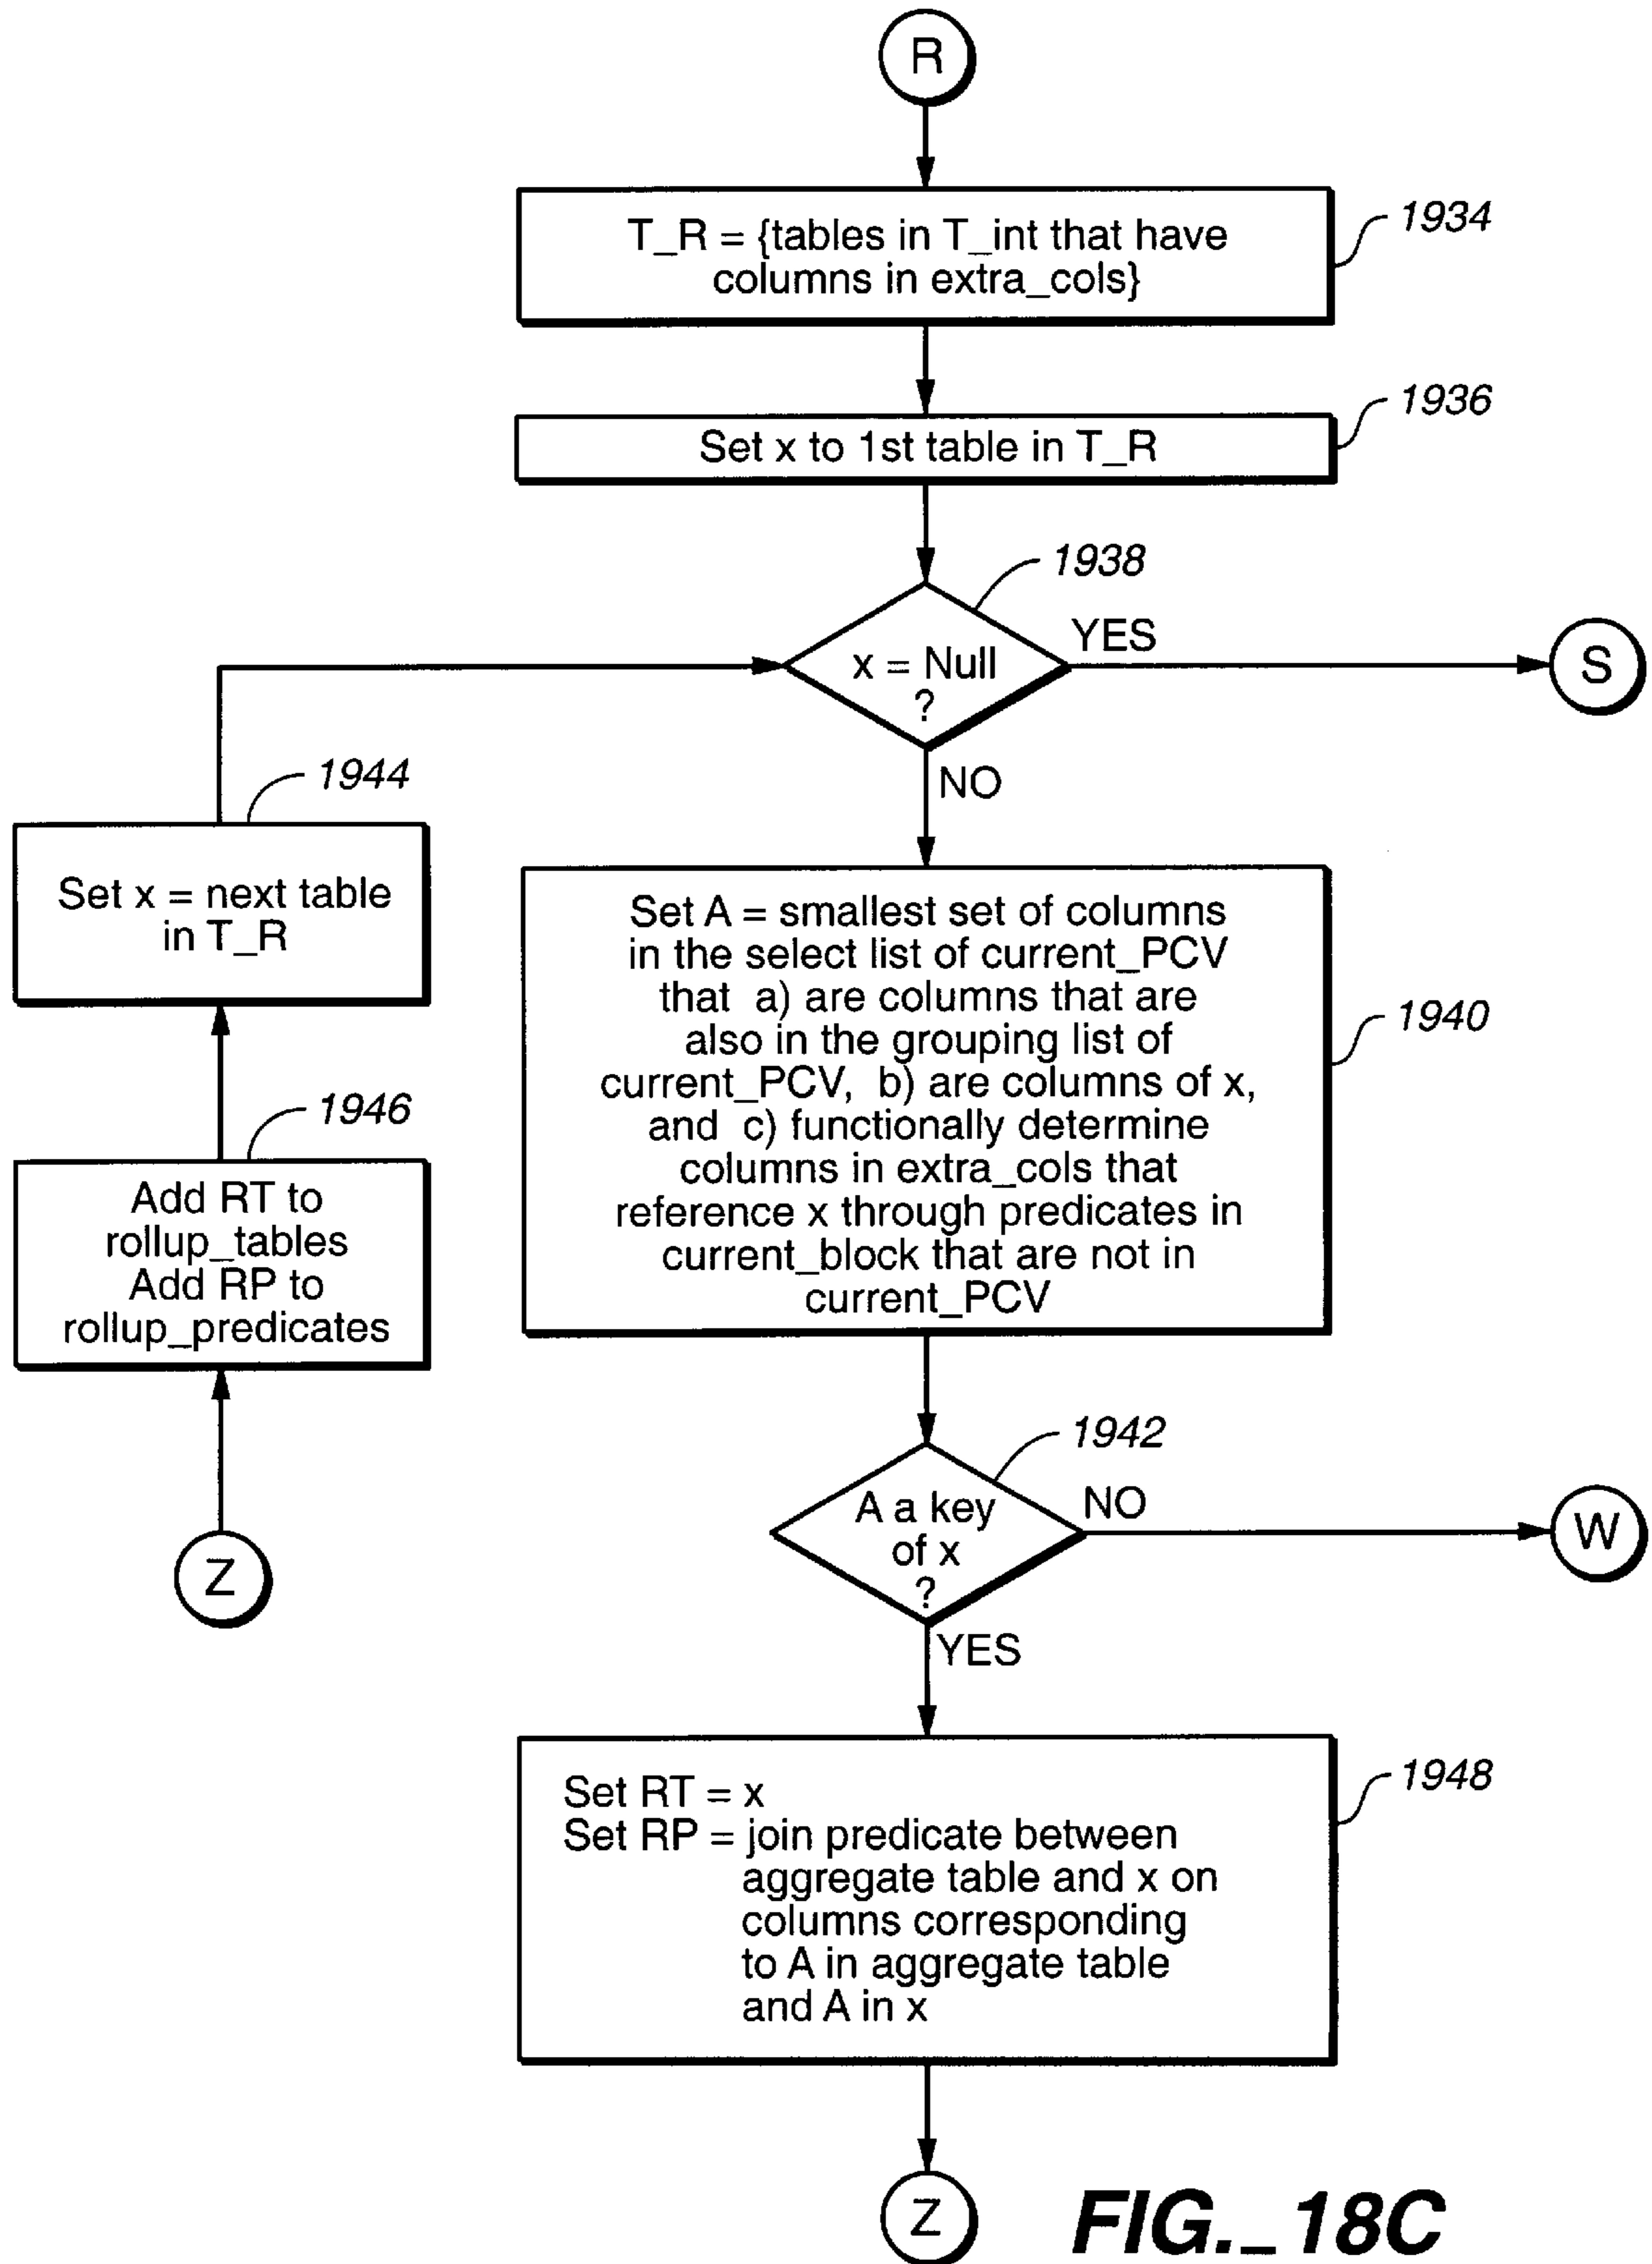 R
T_R = {tables in T_int that have
columns in extra_cols}
1934
Set x to 1st table in T_R
1936
1938
x = Null
?
YES
S
NO
1944
Set x = next table
in T_R
1946
Add RT to
rollup_tables
Add RP to
rollup_predicates
Z
Set A = smallest set of columns
in the select list of current_PCV
that a) are columns that are
also in the grouping list of
current_PCV, b) are columns of x,
and c) functionally determine
columns in extra_cols that
reference x through predicates in
current_block that are not in
current_PCV
1940
1942
A a key
of x
?
NO
W
YES
Set RT = x
Set RP = join predicate between
aggregate table and x on
columns corresponding
to A in aggregate table
and A in x
1948
Z
FIG._18C